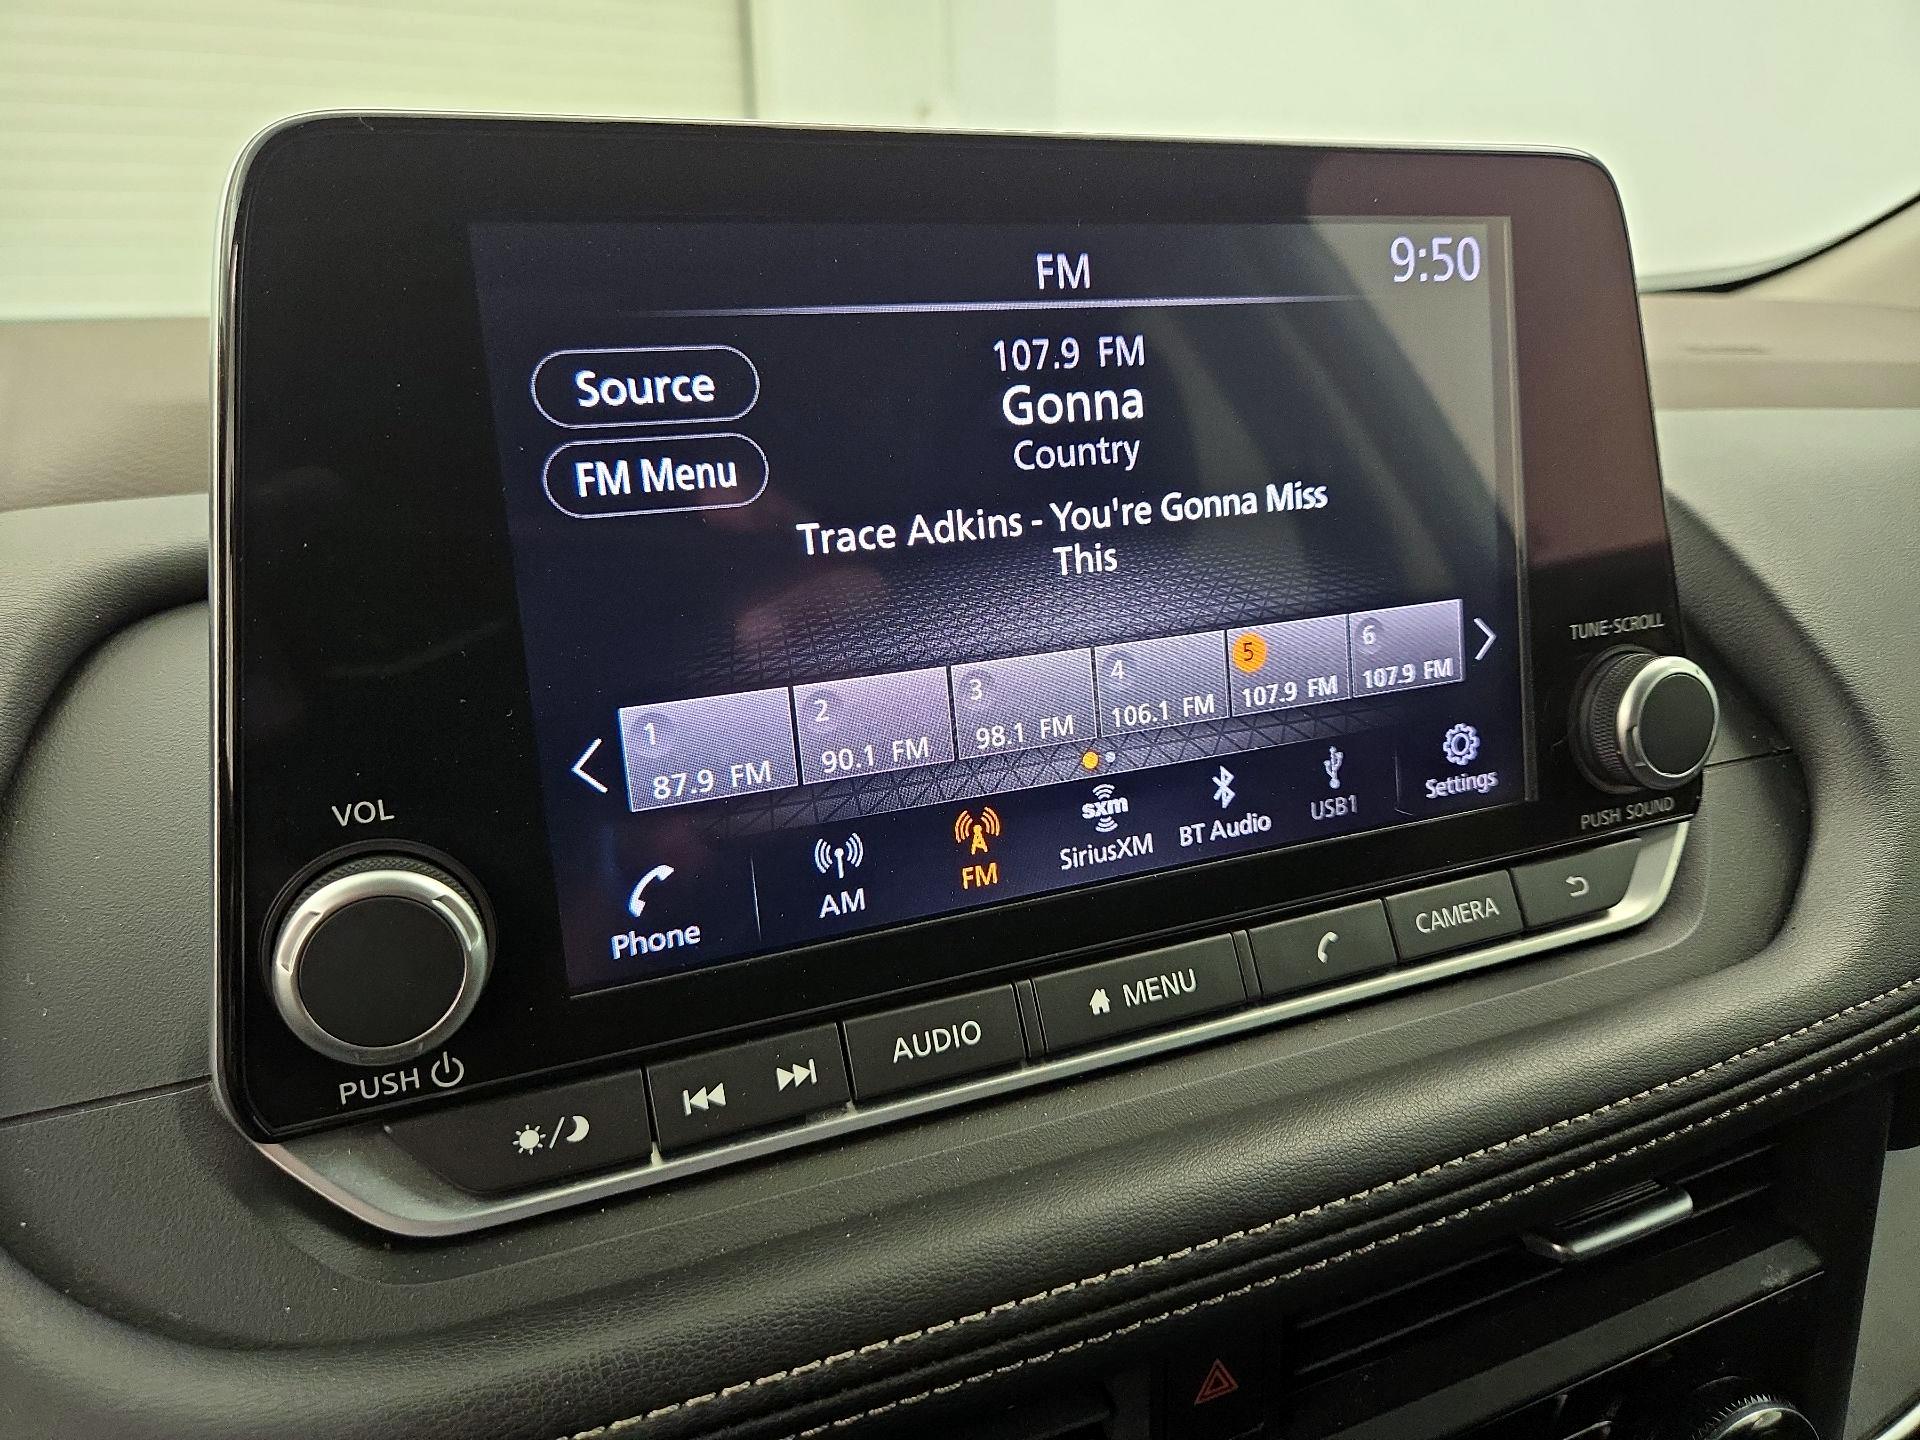 FM
9:50
Source
107.9 FM
Gonna
Country
FM Menu
Trace Adkins - You're Gonna Miss
This
1
87.9 FM
2
90.1 FM
3
98.1 FM
4
106.1 FM
5
107.9 FM
6
107.9 FM
Phone
AM
FM
sxm
SiriusXM
BT Audio
USB1
Settings
VOL
PUSH
TUNE·SCROLL
PUSH SOUND
AUDIO
MENU
CAMERA